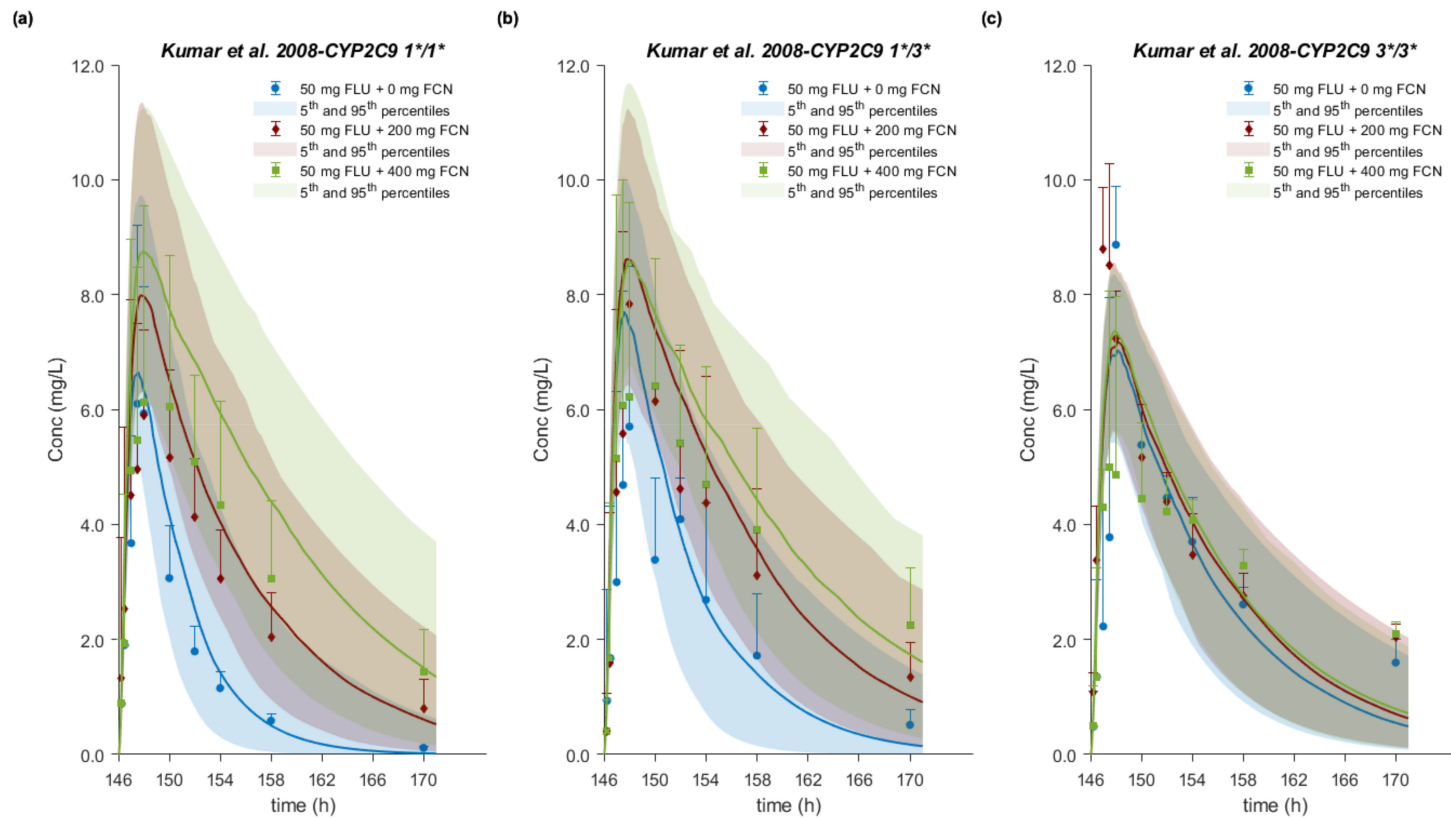 (a)
Kumar et al. 2008-CYP2C9 1*/1*
12.0
10.0
8.0
6.0
4.0
2.0
0.0
Conc (mg/L)
50 mg FLU + 0 mg FCN
5th and 95th percentiles
50 mg FLU + 200 mg FCN
5th and 95th percentiles
50 mg FLU + 400 mg FCN
5th and 95th percentiles
146 150 154 158 162 166 170
time (h)
(b)
Kumar et al. 2008-CYP2C9 1*/3*
12.0
10.0
8.0
6.0
4.0
2.0
0.0
Conc (mg/L)
50 mg FLU + 0 mg FCN
5th and 95th percentiles
50 mg FLU + 200 mg FCN
5th and 95th percentiles
50 mg FLU + 400 mg FCN
5th and 95th percentiles
146 150 154 158 162 166 170
time (h)
(c)
Kumar et al. 2008-CYP2C9 3*/3*
12.0
10.0
8.0
6.0
4.0
2.0
0.0
Conc (mg/L)
50 mg FLU + 0 mg FCN
5th and 95th percentiles
50 mg FLU + 200 mg FCN
5th and 95th percentiles
50 mg FLU + 400 mg FCN
5th and 95th percentiles
146 150 154 158 162 166 170
time (h)